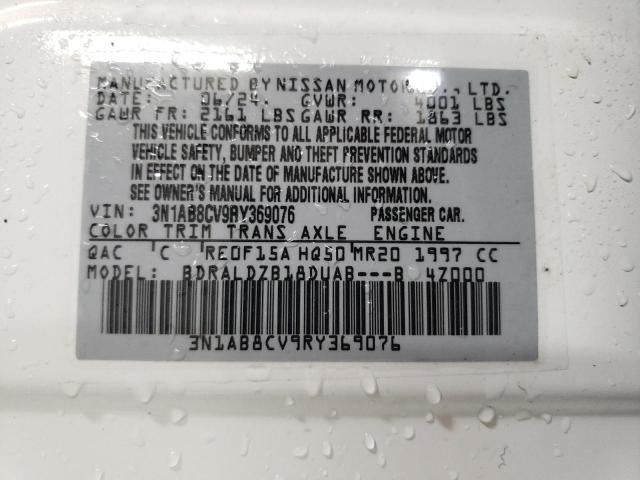 MANUFACTURED BY NISSAN MOTOR CO., LTD.
DATE: 06/24. GVWR: 4001 LBS
GAWR FR: 2161 LBS GAWR RR: 1863 LBS
THIS VEHICLE CONFORMS TO ALL APPLICABLE FEDERAL MOTOR
VEHICLE SAFETY, BUMPER AND THEFT PREVENTION STANDARDS
IN EFFECT ON THE DATE OF MANUFACTURE SHOWN ABOVE.
SEE OWNER'S MANUAL FOR ADDITIONAL INFORMATION.
VIN: 3N1AB8CV9RY369076 PASSENGER CAR.
COLOR TRIM TRANS AXLE ENGINE
QAC C RE0F15A HQ50 MR20 1997 CC
MODEL: BDRALDZB18DUAB---B 4Z000
3N1AB8CV9RY369076